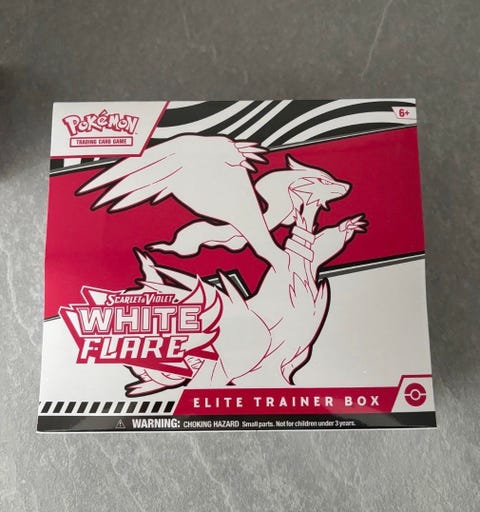 POKéMON
TRADING CARD GAME
6+
SCARLET & VIOLET
WHITE
FLARE
ELITE TRAINER BOX
WARNING: CHOKING HAZARD Small parts. Not for children under 3 years.